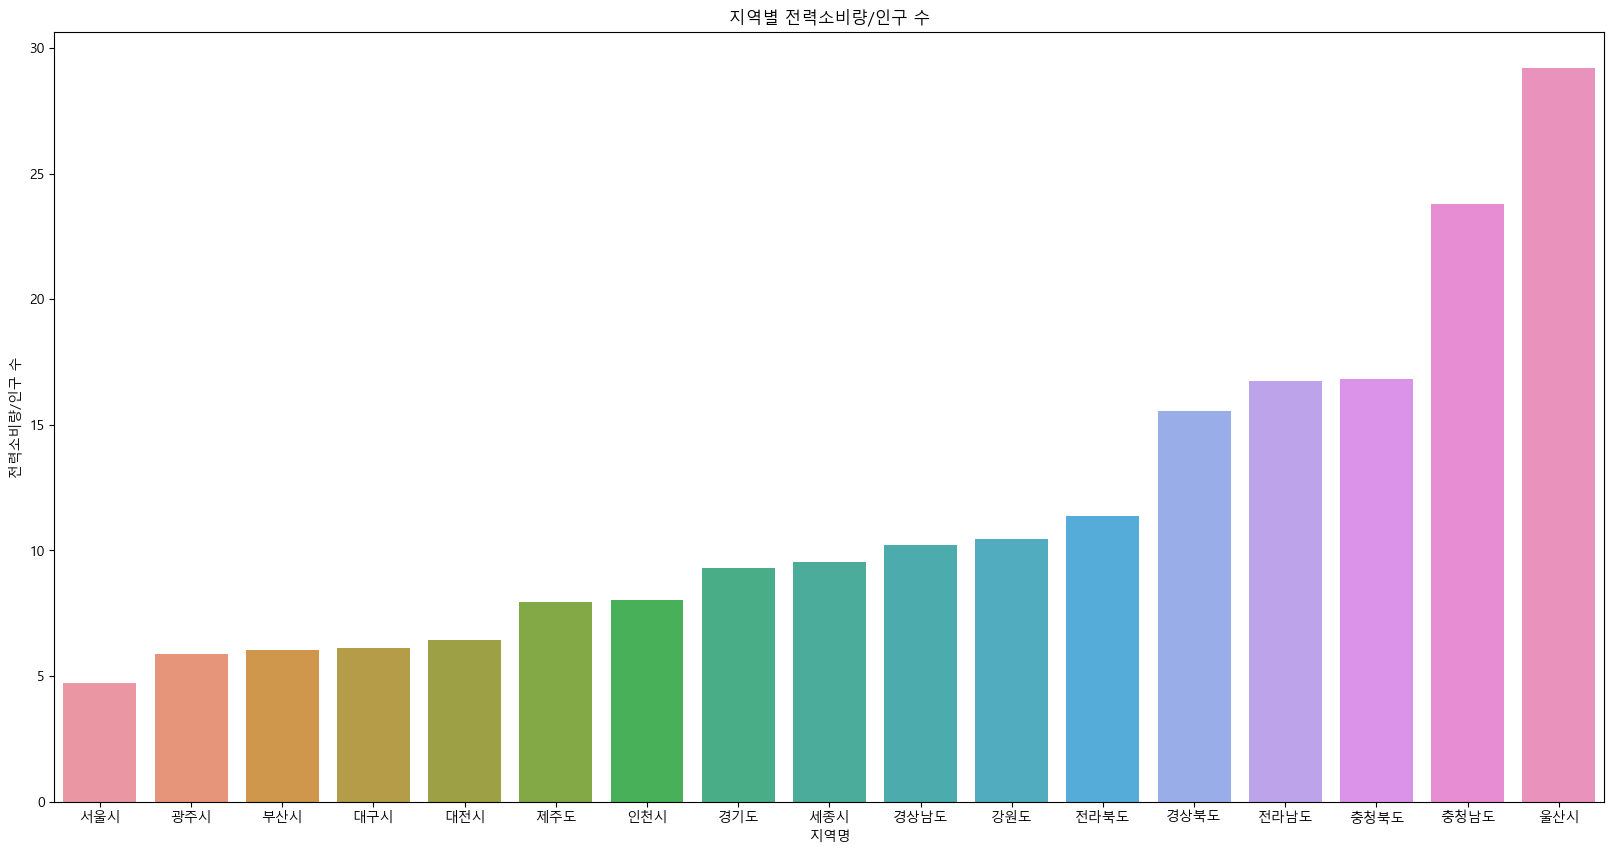 지역별 전력소비량/인구 수
전력소비량/인구 수
30
25
20
15
10
5
0
서울시 광주시 부산시 대구시 대전시 제주도 인천시 경기도 세종시 경상남도 강원도 전라북도 경상북도 전라남도 충청북도 충청남도 울산시
지역명